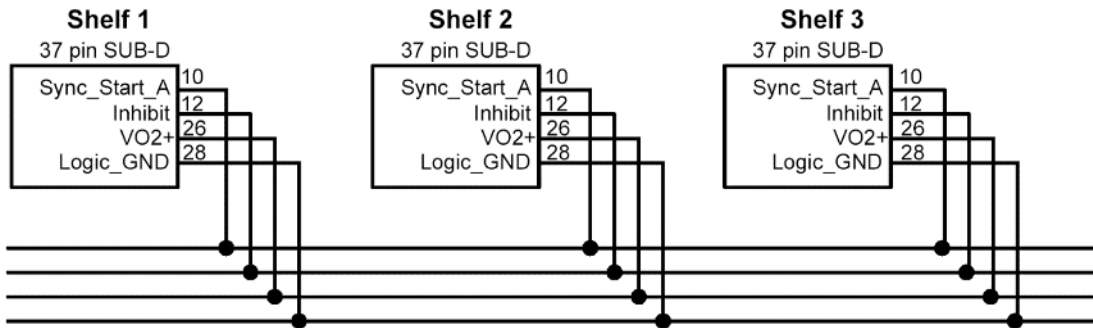 Shelf 1
37 pin SUB-D
Sync_Start_A 10
Inhibit 12
VO2+ 26
Logic_GND 28
Shelf 2
37 pin SUB-D
Sync_Start_A 10
Inhibit 12
VO2+ 26
Logic_GND 28
Shelf 3
37 pin SUB-D
Sync_Start_A 10
Inhibit 12
VO2+ 26
Logic_GND 28